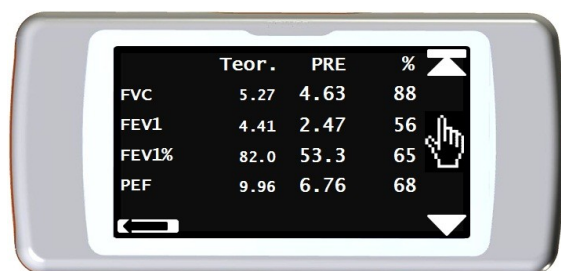 Teor. PRE %
FVC 5.27 4.63 88
FEV1 4.41 2.47 56
FEV1% 82.0 53.3 65
PEF 9.96 6.76 68